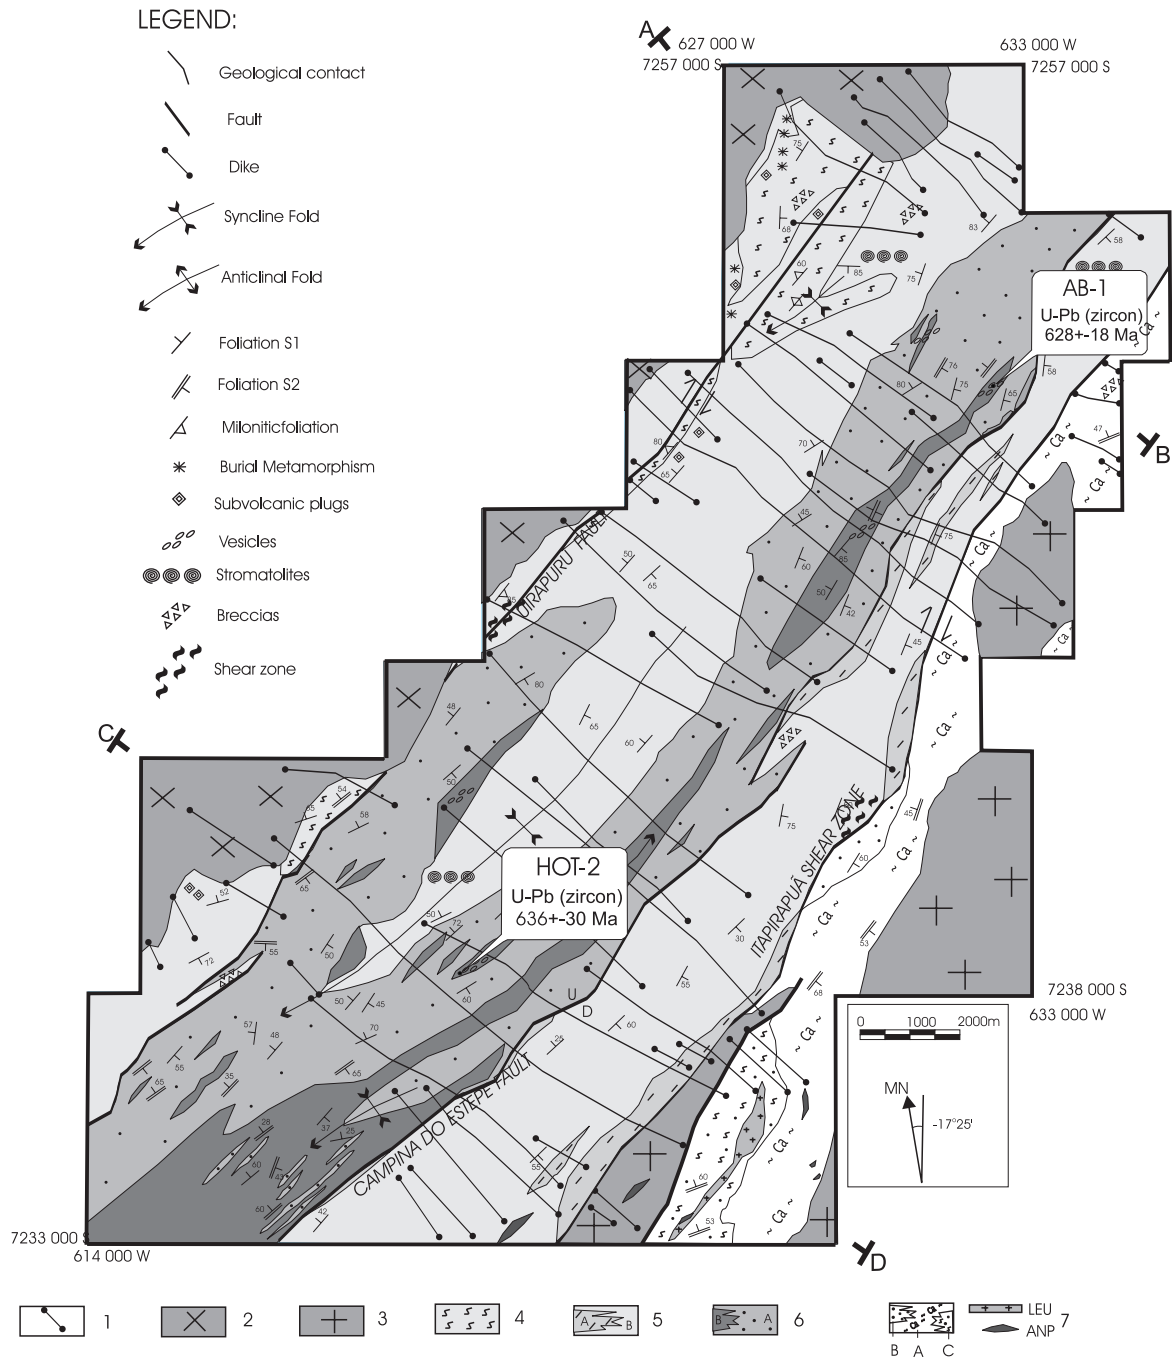 LEGEND:
Geological contact
Fault
Dike
Syncline Fold
Anticlinal Fold
Foliation S1
Foliation S2
Miloniticfoliation
Burial Metamorphism
Subvolcanic plugs
Vesicles
Stromatolites
Breccias
Shear zone
A
627 000 W
7257 000 S
633 000 W
7257 000 S
AB-1
U-Pb (zircon)
628+-18 Ma
B
C
UIRAPURU FAULT
HOT-2
U-Pb (zircon)
636+-30 Ma
ITAPIRAPUÃ SHEAR ZONE
U
D
CAMPINA DO ESTEPE FAULT
7238 000 S
633 000 W
0 1000 2000m
MN
-17°25'
7233 000 S
614 000 W
D
1 2 3 4 A B 5 B A 6 LEU 7
ANP
B A C